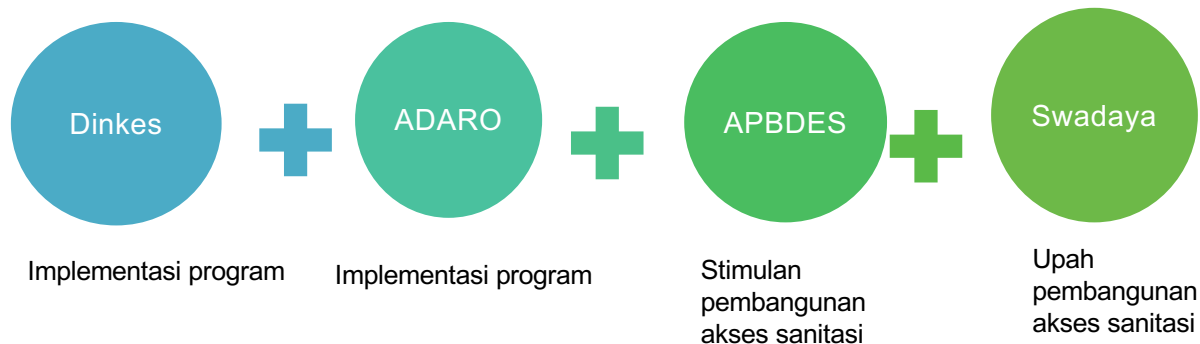 Dinkes
ADARO
APBDES
Swadaya
Implementasi program
Implementasi program
Stimulan
pembangunan
akses sanitasi
Upah
pembangunan
akses sanitasi